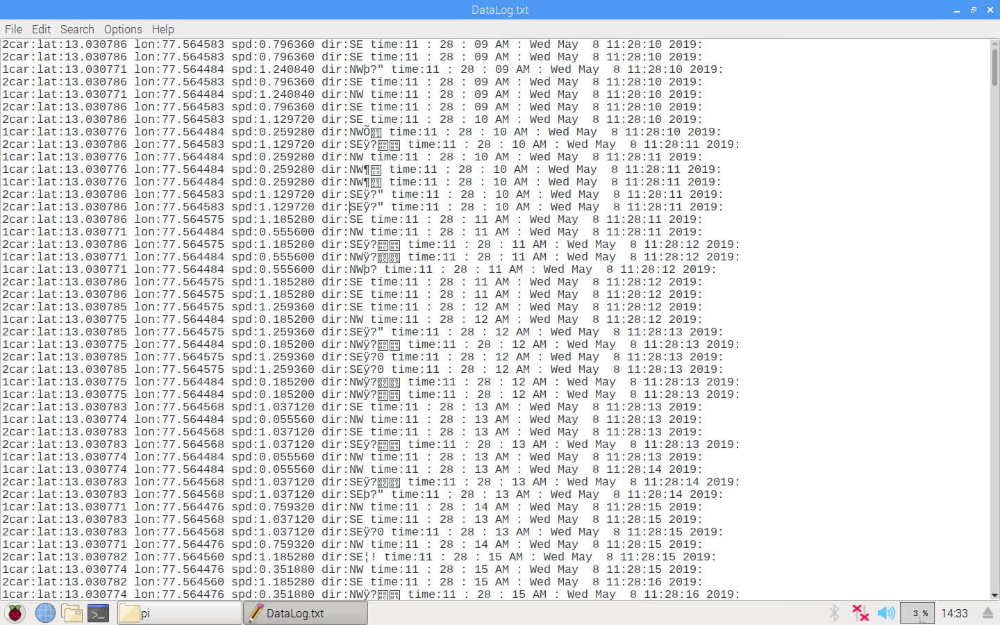 DataLog.txt
File Edit Search Options Help
2car:lat:13.030786 lon:77.564583 spd:0.796360 dir:SE time:11 : 28 : 09 AM : Wed May  8 11:28:10 2019:
2car:lat:13.030786 lon:77.564583 spd:0.796360 dir:SE time:11 : 28 : 09 AM : Wed May  8 11:28:10 2019:
1car:lat:13.030771 lon:77.564484 spd:1.240840 dir:NWþ?" time:11 : 28 : 09 AM : Wed May  8 11:28:10 2019:
2car:lat:13.030786 lon:77.564583 spd:0.796360 dir:SE time:11 : 28 : 09 AM : Wed May  8 11:28:10 2019:
1car:lat:13.030771 lon:77.564484 spd:1.240840 dir:NW time:11 : 28 : 09 AM : Wed May  8 11:28:10 2019:
2car:lat:13.030786 lon:77.564583 spd:0.796360 dir:SE time:11 : 28 : 09 AM : Wed May  8 11:28:10 2019:
2car:lat:13.030786 lon:77.564583 spd:1.129720 dir:SE time:11 : 28 : 10 AM : Wed May  8 11:28:10 2019:
1car:lat:13.030776 lon:77.564484 spd:0.259280 dir:NWÕ time:11 : 28 : 10 AM : Wed May  8 11:28:10 2019:
2car:lat:13.030786 lon:77.564583 spd:1.129720 dir:SEÿ? time:11 : 28 : 10 AM : Wed May  8 11:28:11 2019:
1car:lat:13.030776 lon:77.564484 spd:0.259280 dir:NW time:11 : 28 : 10 AM : Wed May  8 11:28:11 2019:
1car:lat:13.030776 lon:77.564484 spd:0.259280 dir:NW¶ time:11 : 28 : 10 AM : Wed May  8 11:28:11 2019:
1car:lat:13.030776 lon:77.564484 spd:0.259280 dir:NW¶ time:11 : 28 : 10 AM : Wed May  8 11:28:11 2019:
2car:lat:13.030786 lon:77.564583 spd:1.129720 dir:SEÿ?" time:11 : 28 : 10 AM : Wed May  8 11:28:11 2019:
2car:lat:13.030786 lon:77.564583 spd:1.129720 dir:SEÿ?" time:11 : 28 : 10 AM : Wed May  8 11:28:11 2019:
2car:lat:13.030786 lon:77.564575 spd:1.185280 dir:SE time:11 : 28 : 11 AM : Wed May  8 11:28:11 2019:
1car:lat:13.030771 lon:77.564484 spd:0.555600 dir:NW time:11 : 28 : 11 AM : Wed May  8 11:28:11 2019:
2car:lat:13.030786 lon:77.564575 spd:1.185280 dir:SEÿ? time:11 : 28 : 11 AM : Wed May  8 11:28:12 2019:
1car:lat:13.030771 lon:77.564484 spd:0.555600 dir:NWÿ? time:11 : 28 : 11 AM : Wed May  8 11:28:12 2019:
1car:lat:13.030771 lon:77.564484 spd:0.555600 dir:NWþ? time:11 : 28 : 11 AM : Wed May  8 11:28:12 2019:
2car:lat:13.030786 lon:77.564575 spd:1.185280 dir:SE time:11 : 28 : 11 AM : Wed May  8 11:28:12 2019:
2car:lat:13.030786 lon:77.564575 spd:1.185280 dir:SE time:11 : 28 : 11 AM : Wed May  8 11:28:12 2019:
2car:lat:13.030785 lon:77.564575 spd:1.259360 dir:SE time:11 : 28 : 12 AM : Wed May  8 11:28:12 2019:
1car:lat:13.030775 lon:77.564484 spd:0.185200 dir:NW time:11 : 28 : 12 AM : Wed May  8 11:28:12 2019:
2car:lat:13.030785 lon:77.564575 spd:1.259360 dir:SEÿ?" time:11 : 28 : 12 AM : Wed May  8 11:28:13 2019:
1car:lat:13.030775 lon:77.564484 spd:0.185200 dir:NWÿ? time:11 : 28 : 12 AM : Wed May  8 11:28:13 2019:
2car:lat:13.030785 lon:77.564575 spd:1.259360 dir:SEÿ?0 time:11 : 28 : 12 AM : Wed May  8 11:28:13 2019:
2car:lat:13.030785 lon:77.564575 spd:1.259360 dir:SEÿ?0 time:11 : 28 : 12 AM : Wed May  8 11:28:13 2019:
1car:lat:13.030775 lon:77.564484 spd:0.185200 dir:NWÿ? time:11 : 28 : 12 AM : Wed May  8 11:28:13 2019:
1car:lat:13.030775 lon:77.564484 spd:0.185200 dir:NWÿ? time:11 : 28 : 12 AM : Wed May  8 11:28:13 2019:
2car:lat:13.030783 lon:77.564568 spd:1.037120 dir:SE time:11 : 28 : 13 AM : Wed May  8 11:28:13 2019:
1car:lat:13.030774 lon:77.564484 spd:0.055560 dir:NW time:11 : 28 : 13 AM : Wed May  8 11:28:13 2019:
2car:lat:13.030783 lon:77.564568 spd:1.037120 dir:SE time:11 : 28 : 13 AM : Wed May  8 11:28:13 2019:
2car:lat:13.030783 lon:77.564568 spd:1.037120 dir:SEÿ? time:11 : 28 : 13 AM : Wed May  8 11:28:13 2019:
1car:lat:13.030774 lon:77.564484 spd:0.055560 dir:NW time:11 : 28 : 13 AM : Wed May  8 11:28:13 2019:
1car:lat:13.030774 lon:77.564484 spd:0.055560 dir:NW time:11 : 28 : 13 AM : Wed May  8 11:28:14 2019:
2car:lat:13.030783 lon:77.564568 spd:1.037120 dir:SEÿ? time:11 : 28 : 13 AM : Wed May  8 11:28:14 2019:
2car:lat:13.030783 lon:77.564568 spd:1.037120 dir:SEþ?" time:11 : 28 : 13 AM : Wed May  8 11:28:14 2019:
1car:lat:13.030771 lon:77.564476 spd:0.759320 dir:NW time:11 : 28 : 14 AM : Wed May  8 11:28:15 2019:
2car:lat:13.030783 lon:77.564568 spd:1.037120 dir:SE time:11 : 28 : 13 AM : Wed May  8 11:28:15 2019:
2car:lat:13.030783 lon:77.564568 spd:1.037120 dir:SEÿ?0 time:11 : 28 : 13 AM : Wed May  8 11:28:15 2019:
1car:lat:13.030771 lon:77.564476 spd:0.759320 dir:NW time:11 : 28 : 14 AM : Wed May  8 11:28:15 2019:
2car:lat:13.030782 lon:77.564560 spd:1.185280 dir:SE¦! time:11 : 28 : 15 AM : Wed May  8 11:28:15 2019:
1car:lat:13.030774 lon:77.564476 spd:0.351880 dir:NW time:11 : 28 : 15 AM : Wed May  8 11:28:15 2019:
2car:lat:13.030782 lon:77.564560 spd:1.185280 dir:SE time:11 : 28 : 15 AM : Wed May  8 11:28:16 2019:
1car:lat:13.030774 lon:77.564476 spd:0.351880 dir:NWÿ? time:11 : 28 : 15 AM : Wed May  8 11:28:16 2019:
pi DataLog.txt 3 % 14:33